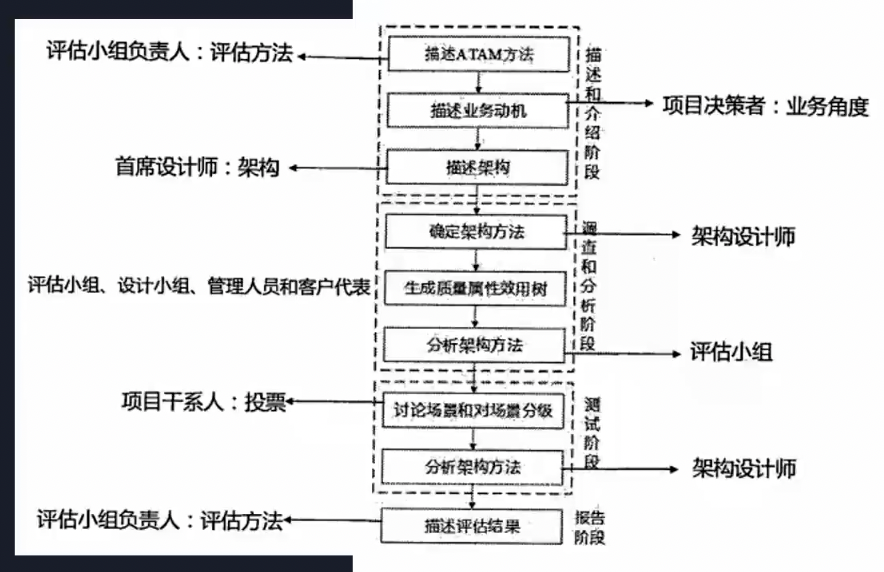 评估小组负责人：评估方法
描述ATAM方法
描述业务动机
项目决策者：业务角度
首席设计师：架构
描述架构
描述和介绍阶段
确定架构方法
架构设计师
评估小组、设计小组、管理人员和客户代表
生成质量属性效用树
分析架构方法
评估小组
调查和分析阶段
项目干系人：投票
讨论场景和对场景分级
分析架构方法
架构设计师
测试阶段
评估小组负责人：评估方法
描述评估结果
报告
阶段